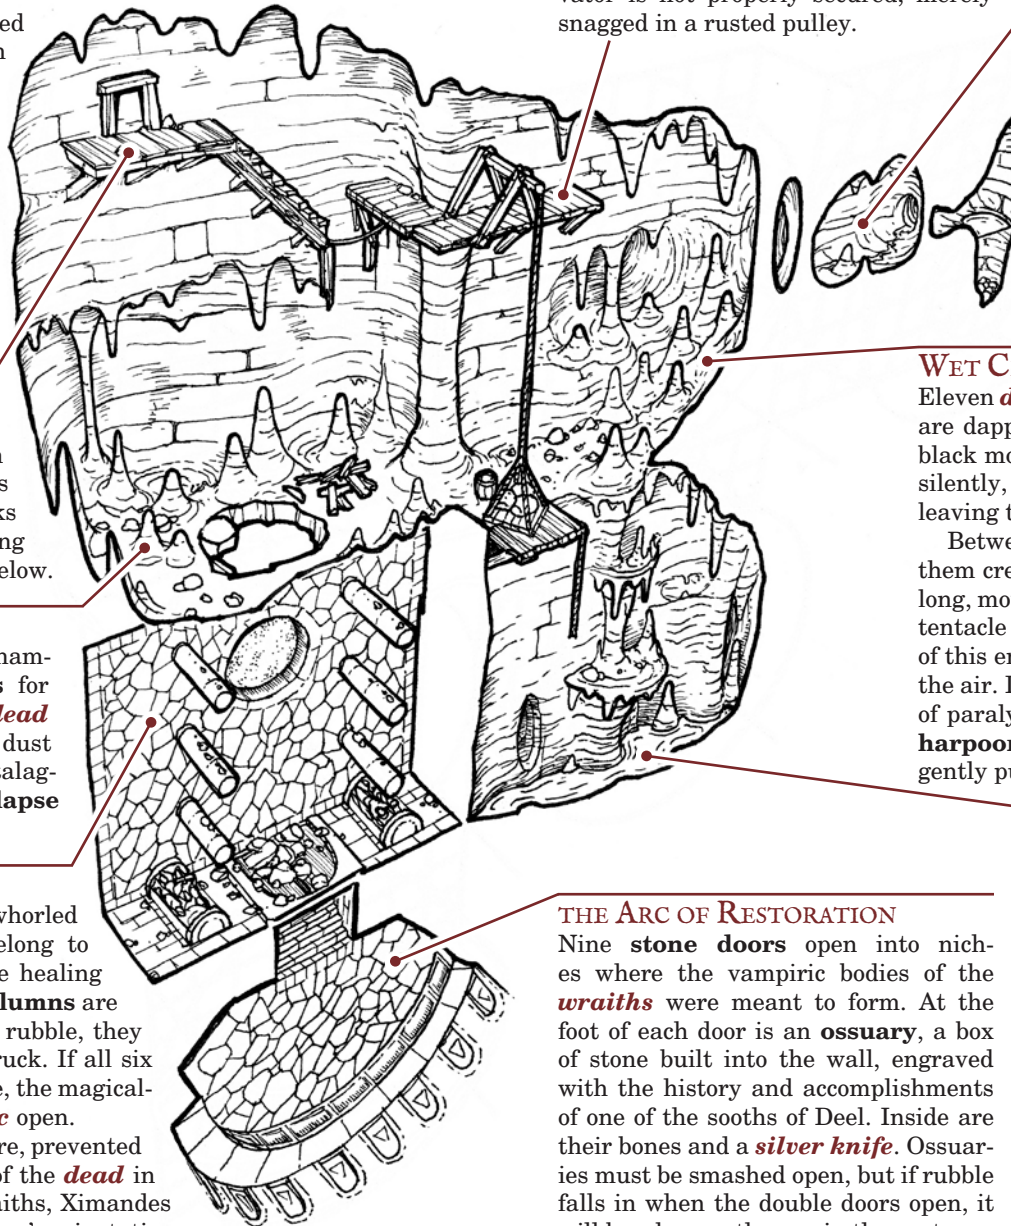 ed
n
vator is not properly secured, merely
snagged in a rusted pulley.
n
s
ks
ng
elow.
ham-
s for
lead
dust
talag-
lapse
whorled
elong to
e healing
lumns are
rubble, they
ruck. If all six
e, the magical-
c open.
re, prevented
of the dead in
aiths, Ximandes
WET C
Eleven d
are dapp
black mo
silently,
leaving t
Betwe
them cre
long, mo
tentacle
of this en
the air. I
of paraly
harpoon
gently pu
THE ARC OF RESTORATION
Nine stone doors open into nich-
es where the vampiric bodies of the
wraiths were meant to form. At the
foot of each door is an ossuary, a box
of stone built into the wall, engraved
with the history and accomplishments
of one of the sooths of Deel. Inside are
their bones and a silver knife. Ossuar-
ies must be smashed open, but if rubble
falls in when the double doors open, it